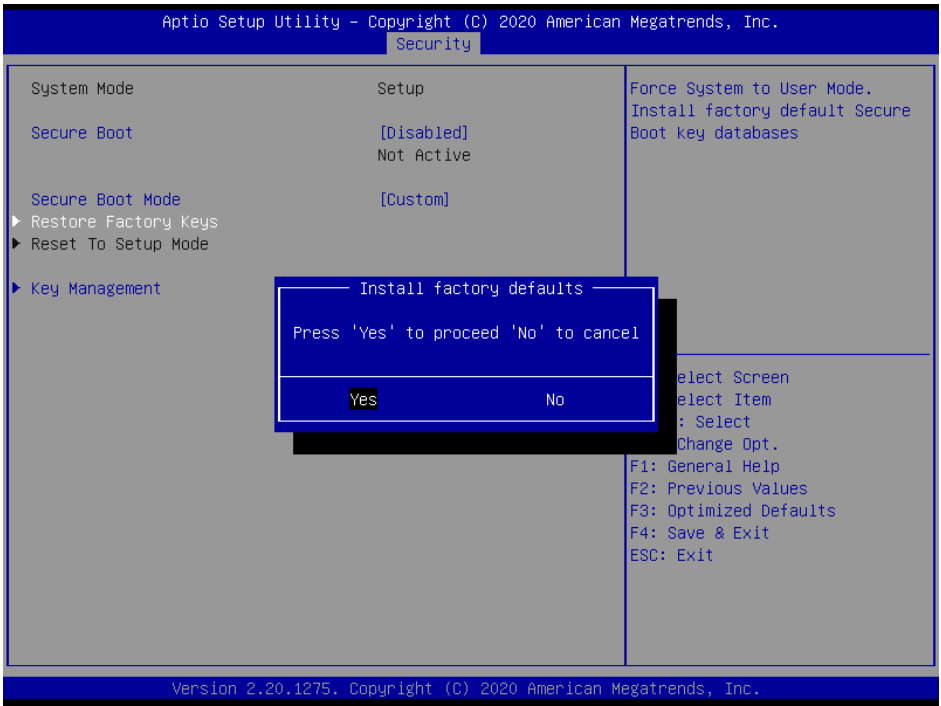 Aptio Setup Utility – Copyright (C) 2020 American Megatrends, Inc.
Security
System Mode Setup
Secure Boot [Disabled]
Not Active
Secure Boot Mode [Custom]
Restore Factory Keys
Reset To Setup Mode
Key Management
Force System to User Mode.
Install factory default Secure
Boot key databases
Install factory defaults
Press 'Yes' to proceed 'No' to cancel
Yes No
elect Screen
elect Item
: Select
Change Opt.
F1: General Help
F2: Previous Values
F3: Optimized Defaults
F4: Save & Exit
ESC: Exit
Version 2.20.1275. Copyright (C) 2020 American Megatrends, Inc.